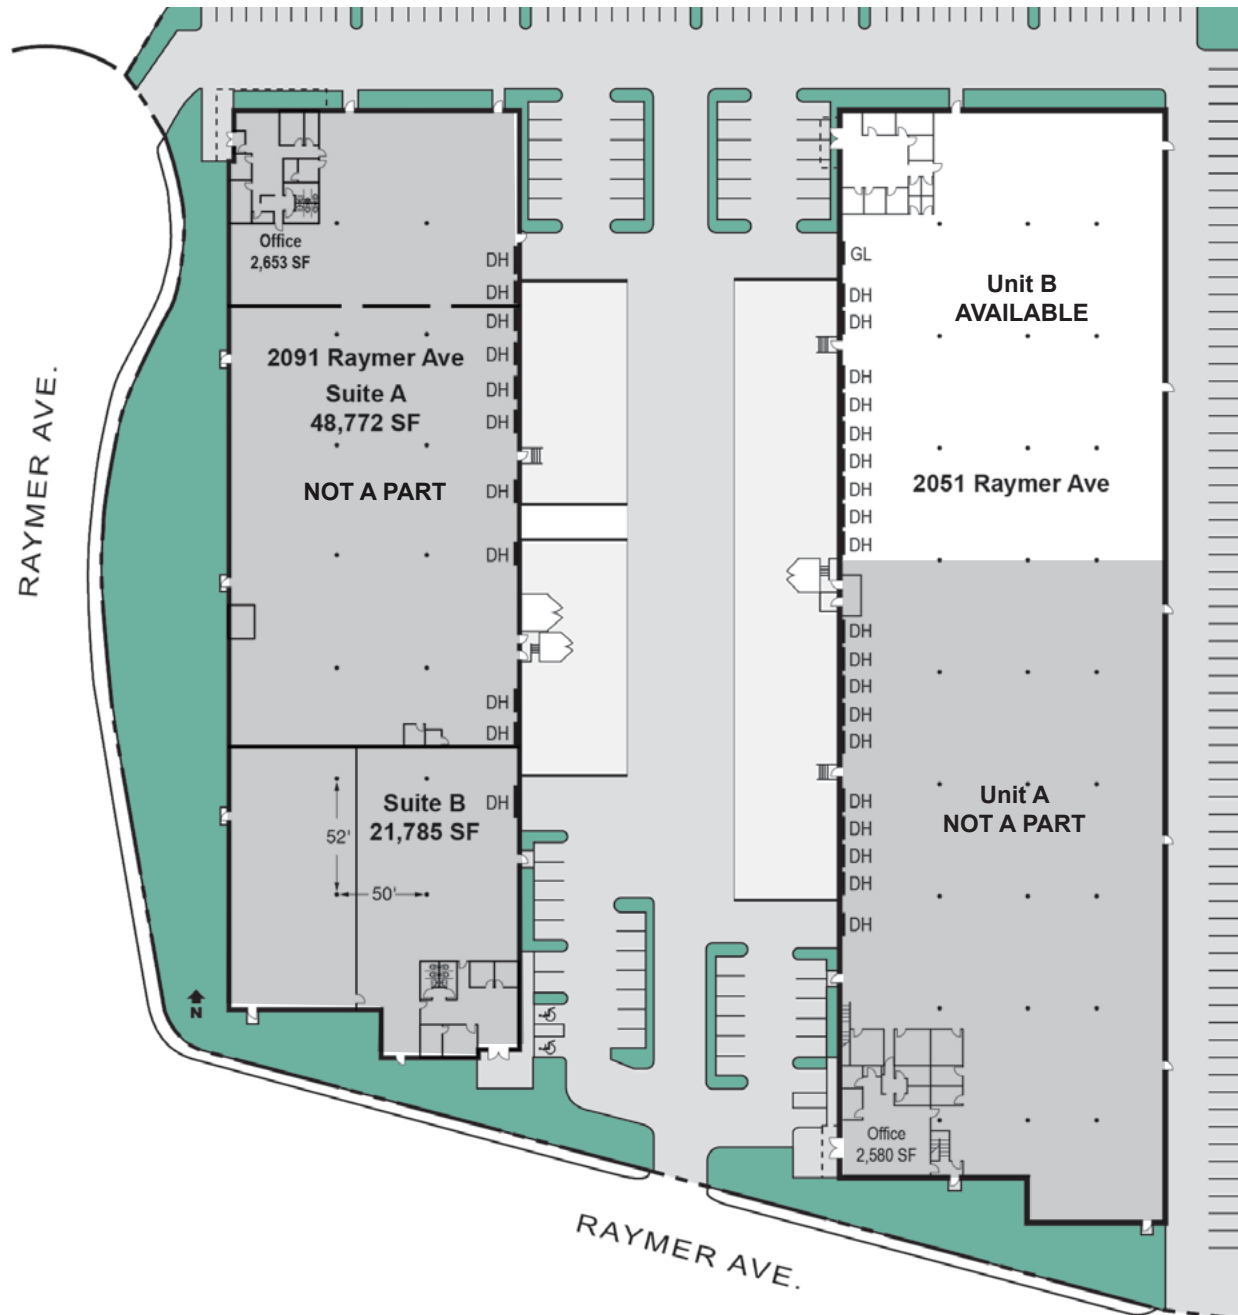 Office
2,653 SF
DH
DH
DH
DH
DH
DH
DH
DH
DH
DH
2091 Raymer Ave
Suite A
48,772 SF
NOT A PART
Suite B
21,785 SF
DH
52'
50'
N
RAYMER AVE.
GL
DH
DH
DH
DH
DH
DH
DH
DH
DH
Unit B
AVAILABLE
2051 Raymer Ave
DH
DH
DH
DH
DH
DH
DH
DH
DH
DH
Unit A
NOT A PART
Office
2,580 SF
RAYMER AVE.